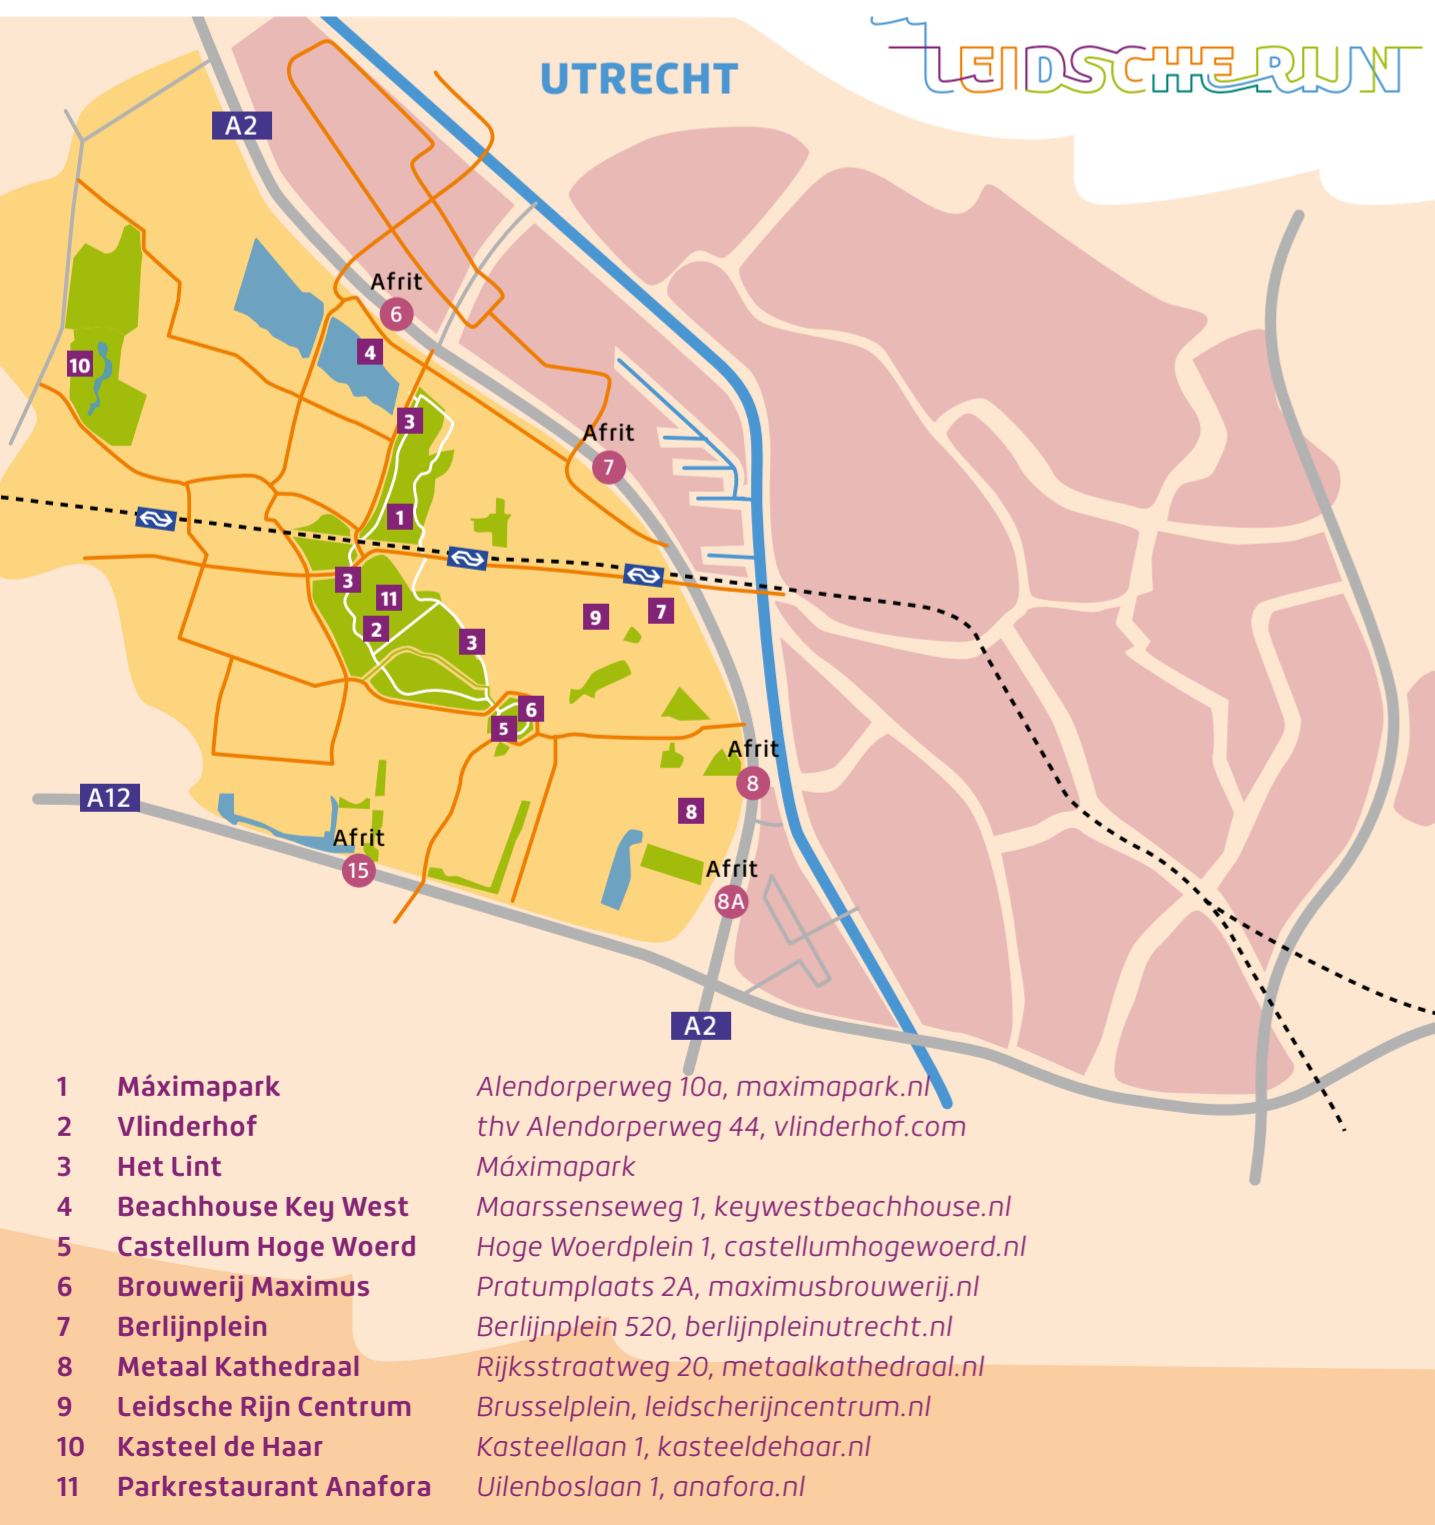 UTRECHT
LEIDSCHE RIJN
A2
Afrit
6
4
10
3
Afrit
7
1
3
11
9
7
2
3
6
5
Afrit
8
A12
8
Afrit
15
Afrit
8A
A2
1 Máximapark Alendorperweg 10a, maximapark.nl
2 Vlinderhof thv Alendorperweg 44, vlinderhof.com
3 Het Lint Máximapark
4 Beachhouse Key West Maarssenseweg 1, keywestbeachhouse.nl
5 Castellum Hoge Woerd Hoge Woerdplein 1, castellumhogewoerd.nl
6 Brouwerij Maximus Pratumplaats 2A, maximusbrouwerij.nl
7 Berlijnplein Berlijnplein 520, berlijnpleinutrecht.nl
8 Metaal Kathedraal Rijksstraatweg 20, metaalkathedraal.nl
9 Leidsche Rijn Centrum Brusselplein, leidscherijncentrum.nl
10 Kasteel de Haar Kasteellaan 1, kasteeldehaar.nl
11 Parkrestaurant Anafora Uilenboslaan 1, anafora.nl